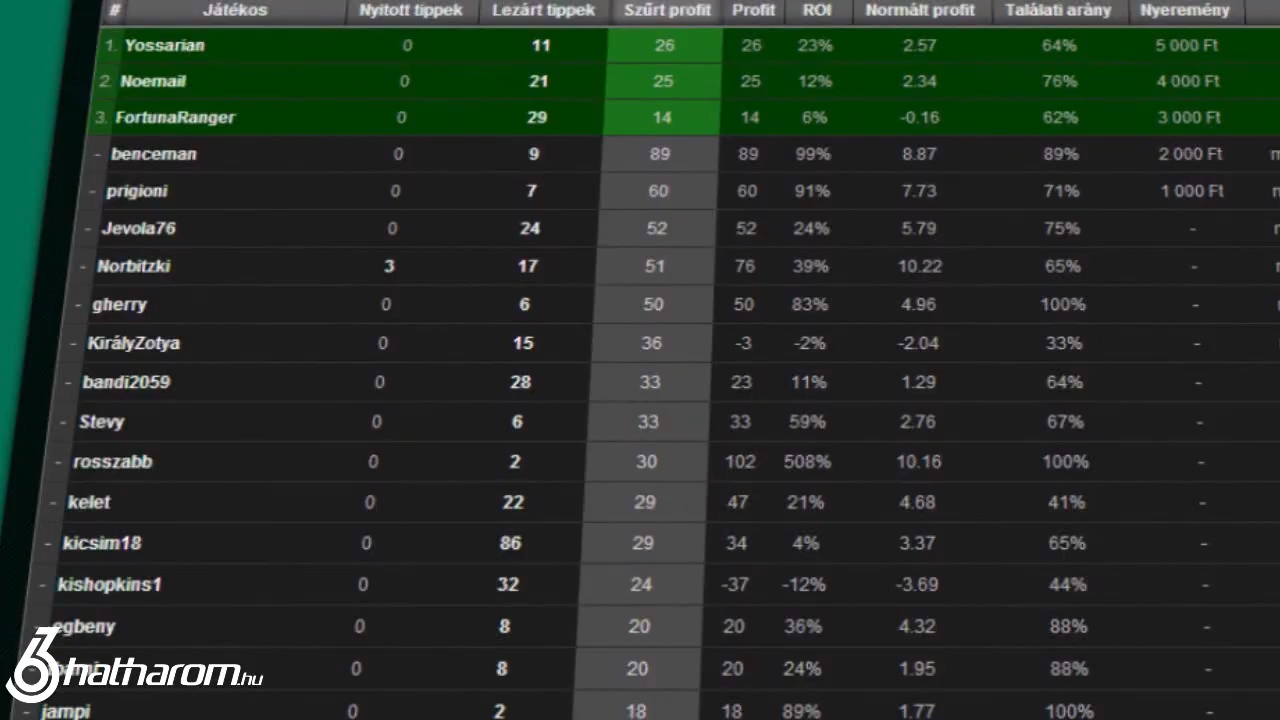 # Játékos Nyitott tippek Lezárt tippek Szűrt profit Profit ROI Normált profit Találati arány Nyeremény
1. Yossarian 0 11 26 26 23% 2.57 64% 5 000 Ft
2. Noemail 0 21 25 25 12% 2.34 76% 4 000 Ft
3. FortunaRanger 0 29 14 14 6% -0.16 62% 3 000 Ft
- benceman 0 9 89 89 99% 8.87 89% 2 000 Ft
- prigioni 0 7 60 60 91% 7.73 71% 1 000 Ft
- Jevola76 0 24 52 52 24% 5.79 75% -
- Norbitzki 3 17 51 76 39% 10.22 65% -
- gherry 0 6 50 50 83% 4.96 100% -
- KirályZotya 0 15 36 -3 -2% -2.04 33% -
- bandi2059 0 28 33 23 11% 1.29 64% -
- Stevy 0 6 33 33 59% 2.76 67% -
- rosszabb 0 2 30 102 508% 10.16 100% -
- kelet 0 22 29 47 21% 4.68 41% -
- kicsim18 0 86 29 34 4% 3.37 65% -
- kishopkins1 0 32 24 -37 -12% -3.69 44% -
- egbeny 0 8 20 20 36% 4.32 88% -
0 8 20 20 24% 1.95 88% -
- jampi 0 2 18 18 89% 1.77 100% -
63 hatharom.hu